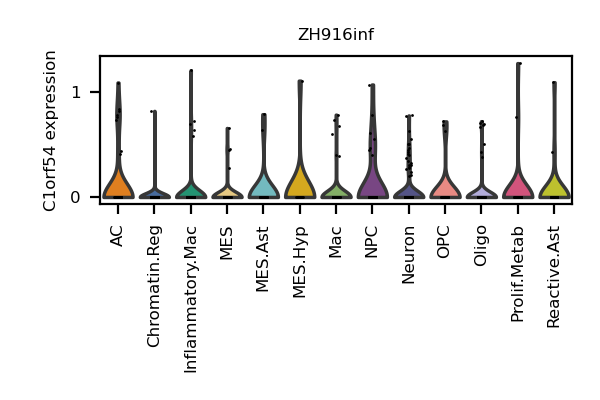 ZH916inf
C1orf54 expression
1
0
AC
Chromatin.Reg
Inflammatory.Mac
MES
MES.Ast
MES.Hyp
Mac
NPC
Neuron
OPC
Oligo
Prolif.Metab
Reactive.Ast